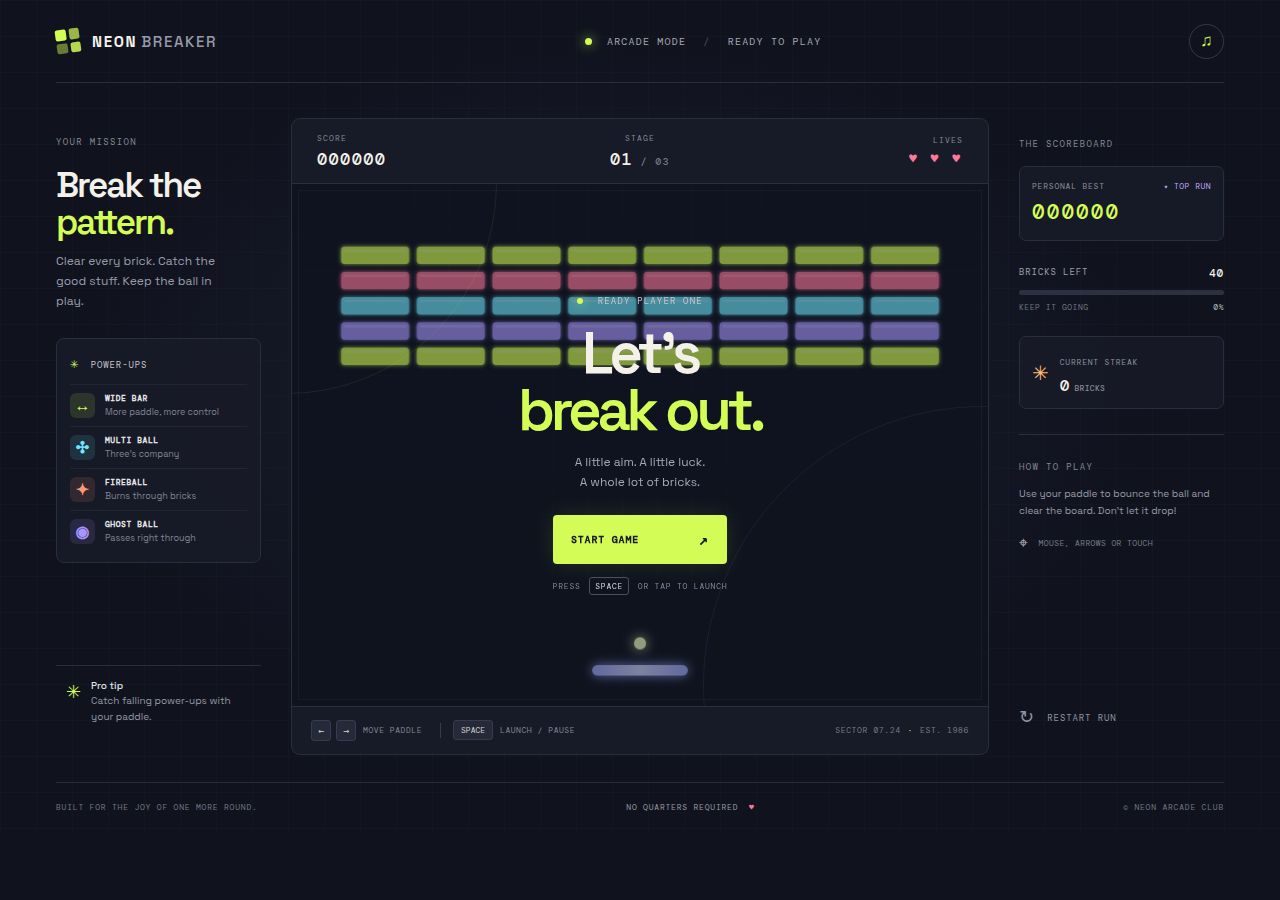 NEON BREAKER
ARCADE MODE / READY TO PLAY
YOUR MISSION
Break the
pattern.
Clear every brick. Catch the
good stuff. Keep the ball in
play.
POWER-UPS
WIDE BAR
More paddle, more control
MULTI BALL
Three's company
FIREBALL
Burns through bricks
GHOST BALL
Passes right through
Pro tip
Catch falling power-ups with
your paddle.
SCORE
000000
STAGE
01 / 03
LIVES
READY PLAYER ONE
Let's
break out.
A little aim. A little luck.
A whole lot of bricks.
START GAME
PRESS SPACE OR TAP TO LAUNCH
MOVE PADDLE
SPACE LAUNCH / PAUSE
SECTOR 07.24 · EST. 1986
THE SCOREBOARD
PERSONAL BEST
TOP RUN
000000
BRICKS LEFT
40
KEEP IT GOING
0%
CURRENT STREAK
0 BRICKS
HOW TO PLAY
Use your paddle to bounce the ball and
clear the board. Don't let it drop!
MOUSE, ARROWS OR TOUCH
RESTART RUN
BUILT FOR THE JOY OF ONE MORE ROUND.
NO QUARTERS REQUIRED
© NEON ARCADE CLUB